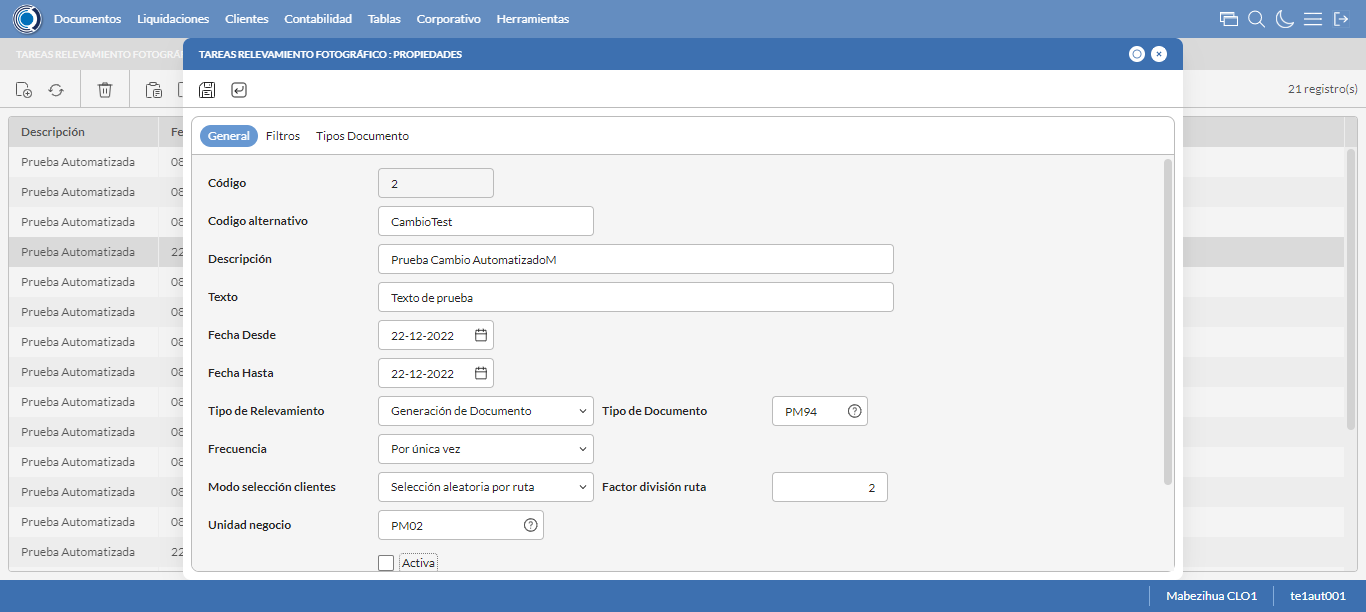 Documentos Liquidaciones Clientes Contabilidad Tablas Corporativo Herramientas
TAREAS RELEVAMIENTO FOTOGRÁ
TAREAS RELEVAMIENTO FOTOGRÁFICO : PROPIEDADES
21 registro(s)
General Filtros Tipos Documento
Descripción Fe
Prueba Automatizada 08
Prueba Automatizada 08
Prueba Automatizada 08
Prueba Automatizada 22
Prueba Automatizada 08
Prueba Automatizada 08
Prueba Automatizada 08
Prueba Automatizada 08
Prueba Automatizada 08
Prueba Automatizada 08
Prueba Automatizada 08
Prueba Automatizada 08
Prueba Automatizada 08
Prueba Automatizada 22
Código 2
Codigo alternativo CambioTest
Descripción Prueba Cambio AutomatizadoM
Texto Texto de prueba
Fecha Desde 22-12-2022
Fecha Hasta 22-12-2022
Tipo de Relevamiento Generación de Documento Tipo de Documento PM94
Frecuencia Por única vez
Modo selección clientes Selección aleatoria por ruta Factor división ruta 2
Unidad negocio PM02
Activa
Mabezihua CLO1 te1aut001